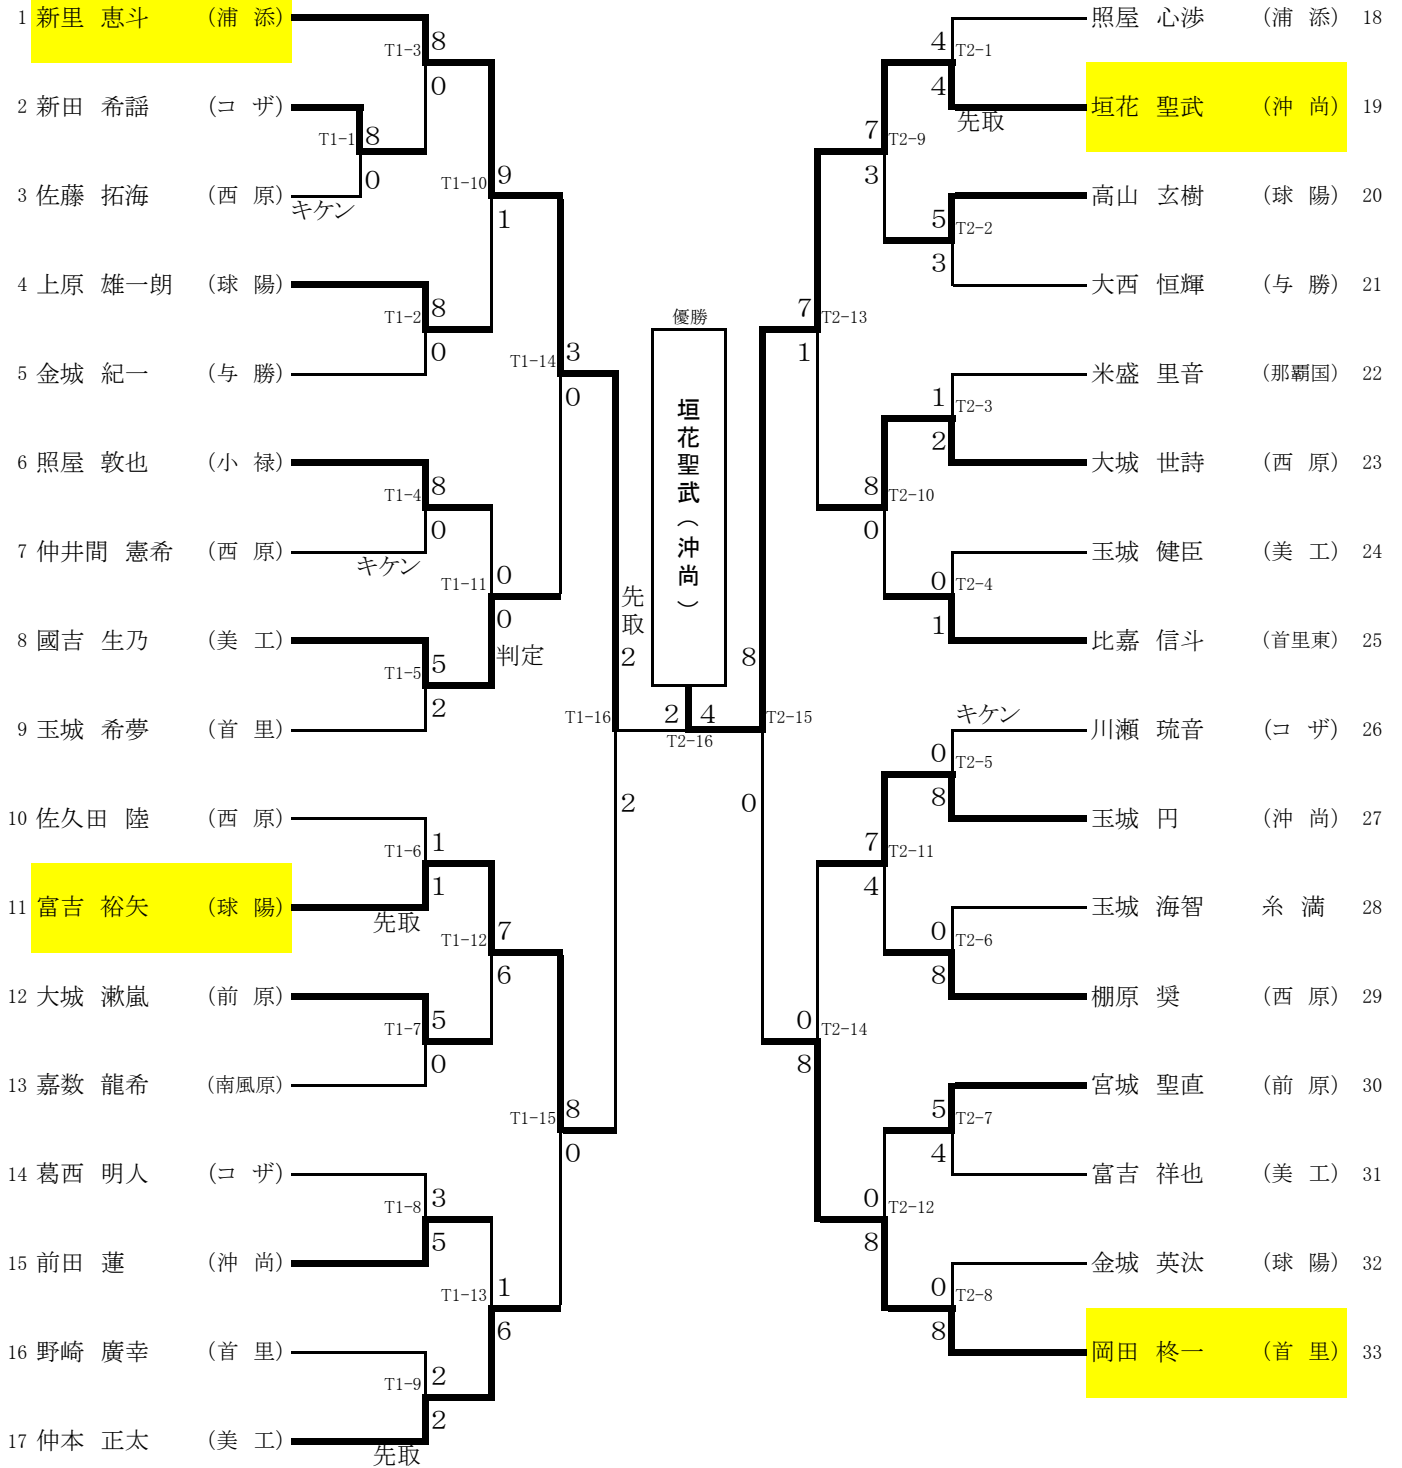 1 新里 恵斗 (浦 添)
2 新田 希謡 (コ ザ)
3 佐藤 拓海 (西 原)
キケン
4 上原 雄一朗 (球 陽)
5 金城 紀一 (与 勝)
6 照屋 敦也 (小 禄)
7 仲井間 憲希 (西 原)
キケン
8 國吉 生乃 (美 工)
9 玉城 希夢 (首 里)
10 佐久田 陸 (西 原)
11 富吉 裕矢 (球 陽)
先取
12 大城 漱嵐 (前 原)
13 嘉数 龍希 (南風原)
14 葛西 明人 (コ ザ)
15 前田 蓮 (沖 尚)
16 野崎 廣幸 (首 里)
17 仲本 正太 (美 工)
先取
T1-3 8
0
T1-1 8
0
T1-10 9
1
T1-2 8
0
T1-14 3
0
T1-4 8
0
T1-11 0
0
判定
T1-5 5
2
先取
2
T1-16
2
T1-6 1
1
T1-12 7
6
T1-7 5
0
T1-15 8
0
T1-8 3
5
T1-13 1
6
T1-9 2
2
優勝
垣花聖武(沖尚)
2 4
T2-16
照屋 心渉 (浦 添) 18
垣花 聖武 (沖 尚) 19
先取
高山 玄樹 (球 陽) 20
大西 恒輝 (与 勝) 21
米盛 里音 (那覇国) 22
大城 世詩 (西 原) 23
玉城 健臣 (美 工) 24
比嘉 信斗 (首里東) 25
キケン
川瀬 琉音 (コ ザ) 26
玉城 円 (沖 尚) 27
玉城 海智 糸 満 28
棚原 奨 (西 原) 29
宮城 聖直 (前 原) 30
富吉 祥也 (美 工) 31
金城 英汰 (球 陽) 32
岡田 柊一 (首 里) 33
4 T2-1
4
7 T2-9
3
5 T2-2
3
7 T2-13
1
1 T2-3
2
8 T2-10
0
0 T2-4
1
8
T2-15
0
0 T2-5
8
7 T2-11
4
0 T2-6
8
0 T2-14
8
5 T2-7
4
0 T2-12
8
0 T2-8
8